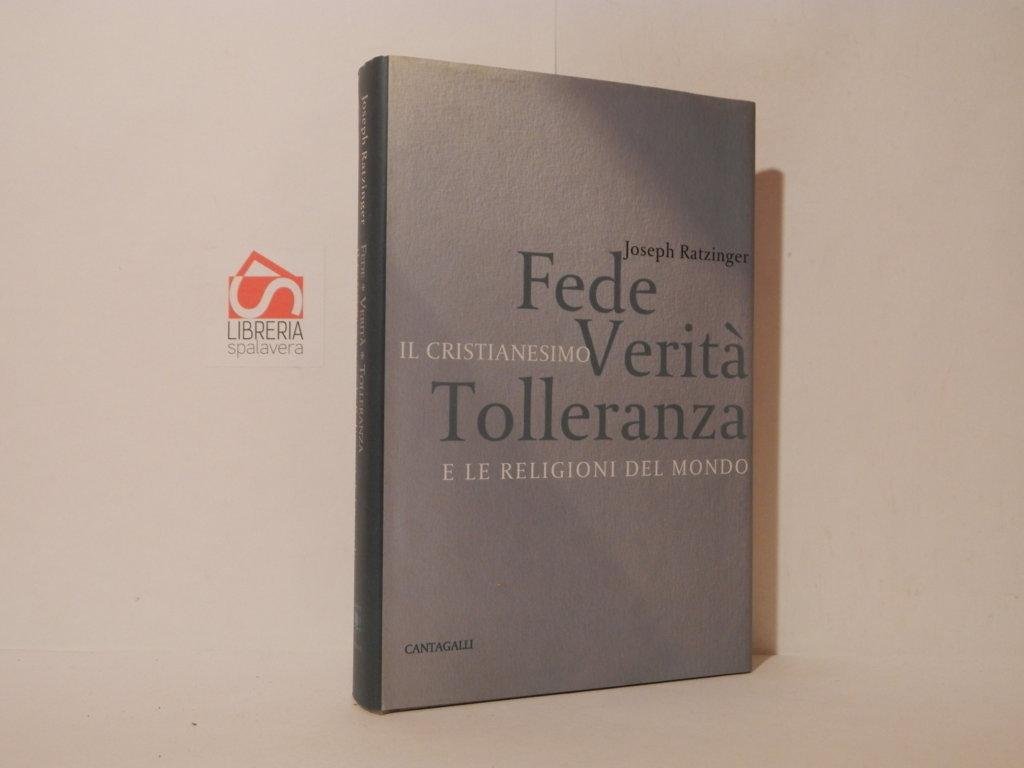 Joseph Ratzinger
Fede
IL CRISTIANESIMO Verità
Tolleranza
E LE RELIGIONI DEL MONDO
CANTAGALLI
Joseph Ratzinger FEDE * VERITÀ * TOLLERANZA
LIBRERIA
spalavera